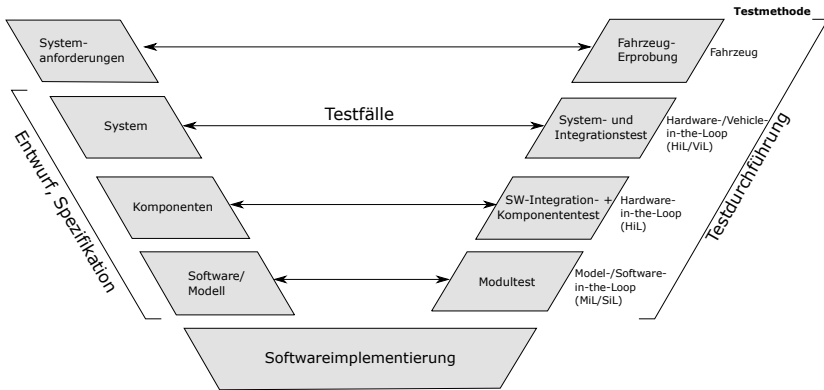 Testmethode
System-
anforderungen
Fahrzeug-
Erprobung
Fahrzeug
System
Testfälle
System- und
Integrationstest
Hardware-/Vehicle-
in-the-Loop
(HiL/ViL)
Komponenten
SW-Integration- +
Komponententest
Hardware-
in-the-Loop
(HiL)
Software/
Modell
Modultest
Model-/Software-
in-the-Loop
(MiL/SiL)
Softwareimplementierung
Entwurf, Spezifikation
Testdurchführung